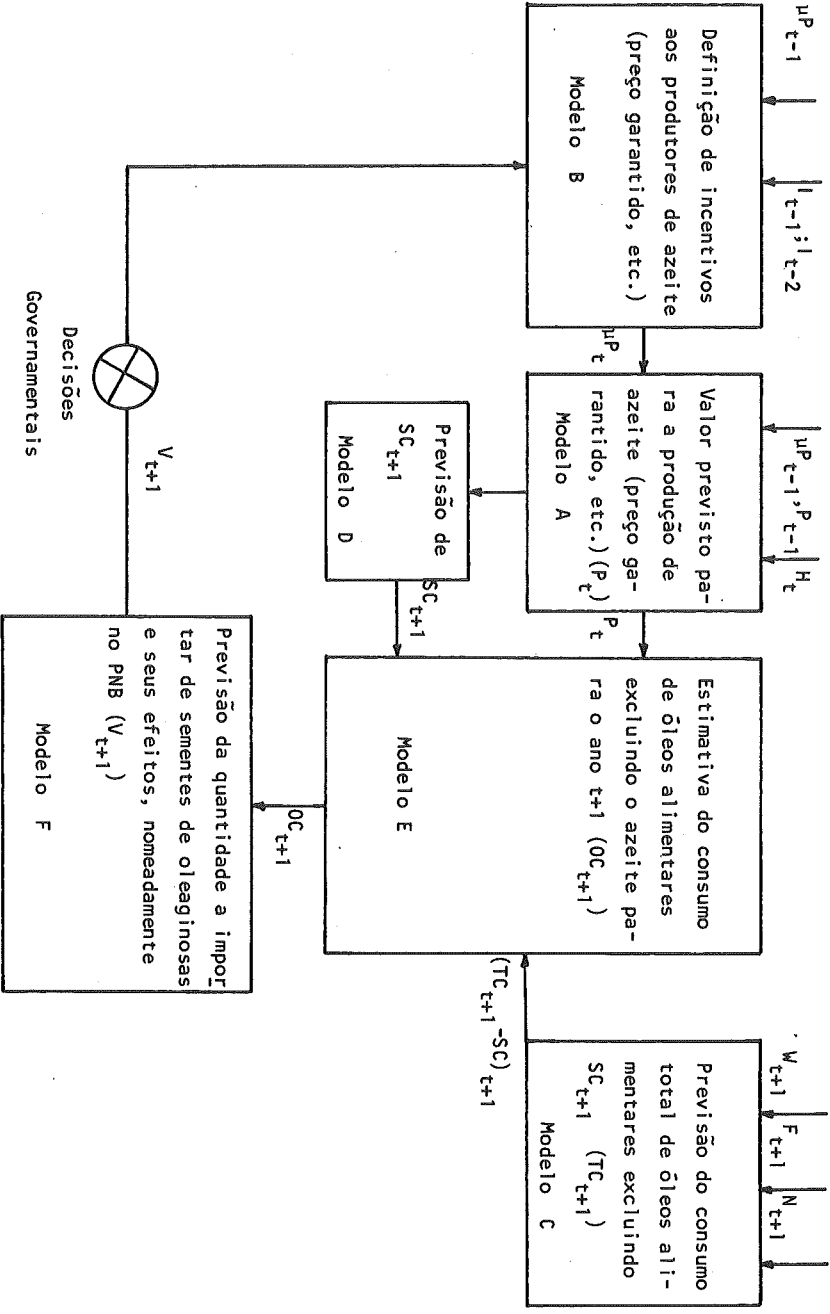 μP t-1
I t-1; I t-2
Definição de incentivos
aos produtores de azeite
(preço garantido, etc.)
Modelo B
μP t
μP t-1, P t-1
H t
Valor previsto pa-
ra a produção de
azeite (preço ga-
rantido, etc.)(P t)
Modelo A
P t
Previsão de
SC t+1
Modelo D
SC t+1
Estimativa do consumo
de óleos alimentares
excluindo o azeite pa-
ra o ano t+1 (OC t+1)
Modelo E
W t+1
F t+1
N t+1
Previsão do consumo
total de óleos ali-
mentares excluindo
SC t+1 (TC t+1)
Modelo C
(TC t+1-SC) t+1
OC t+1
Previsão da quantidade a impor
tar de sementes de oleaginosas
e seus efeitos, nomeadamente
no PNB (V t+1)
Modelo F
V t+1
Decisões
Governamentais